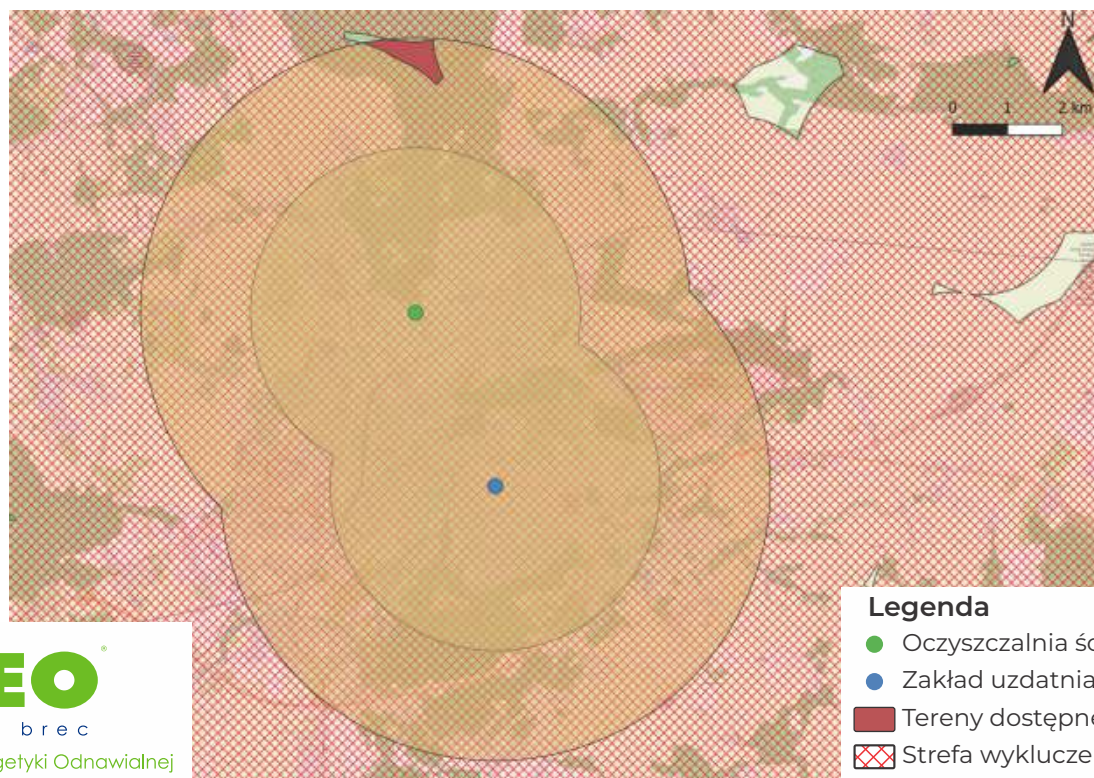 N
0 1 2 km
Legenda
Oczyszczalnia śc
Zakład uzdatnia
Tereny dostępne
Strefa wyklucze
EO®
brec
getyki Odnawialnej